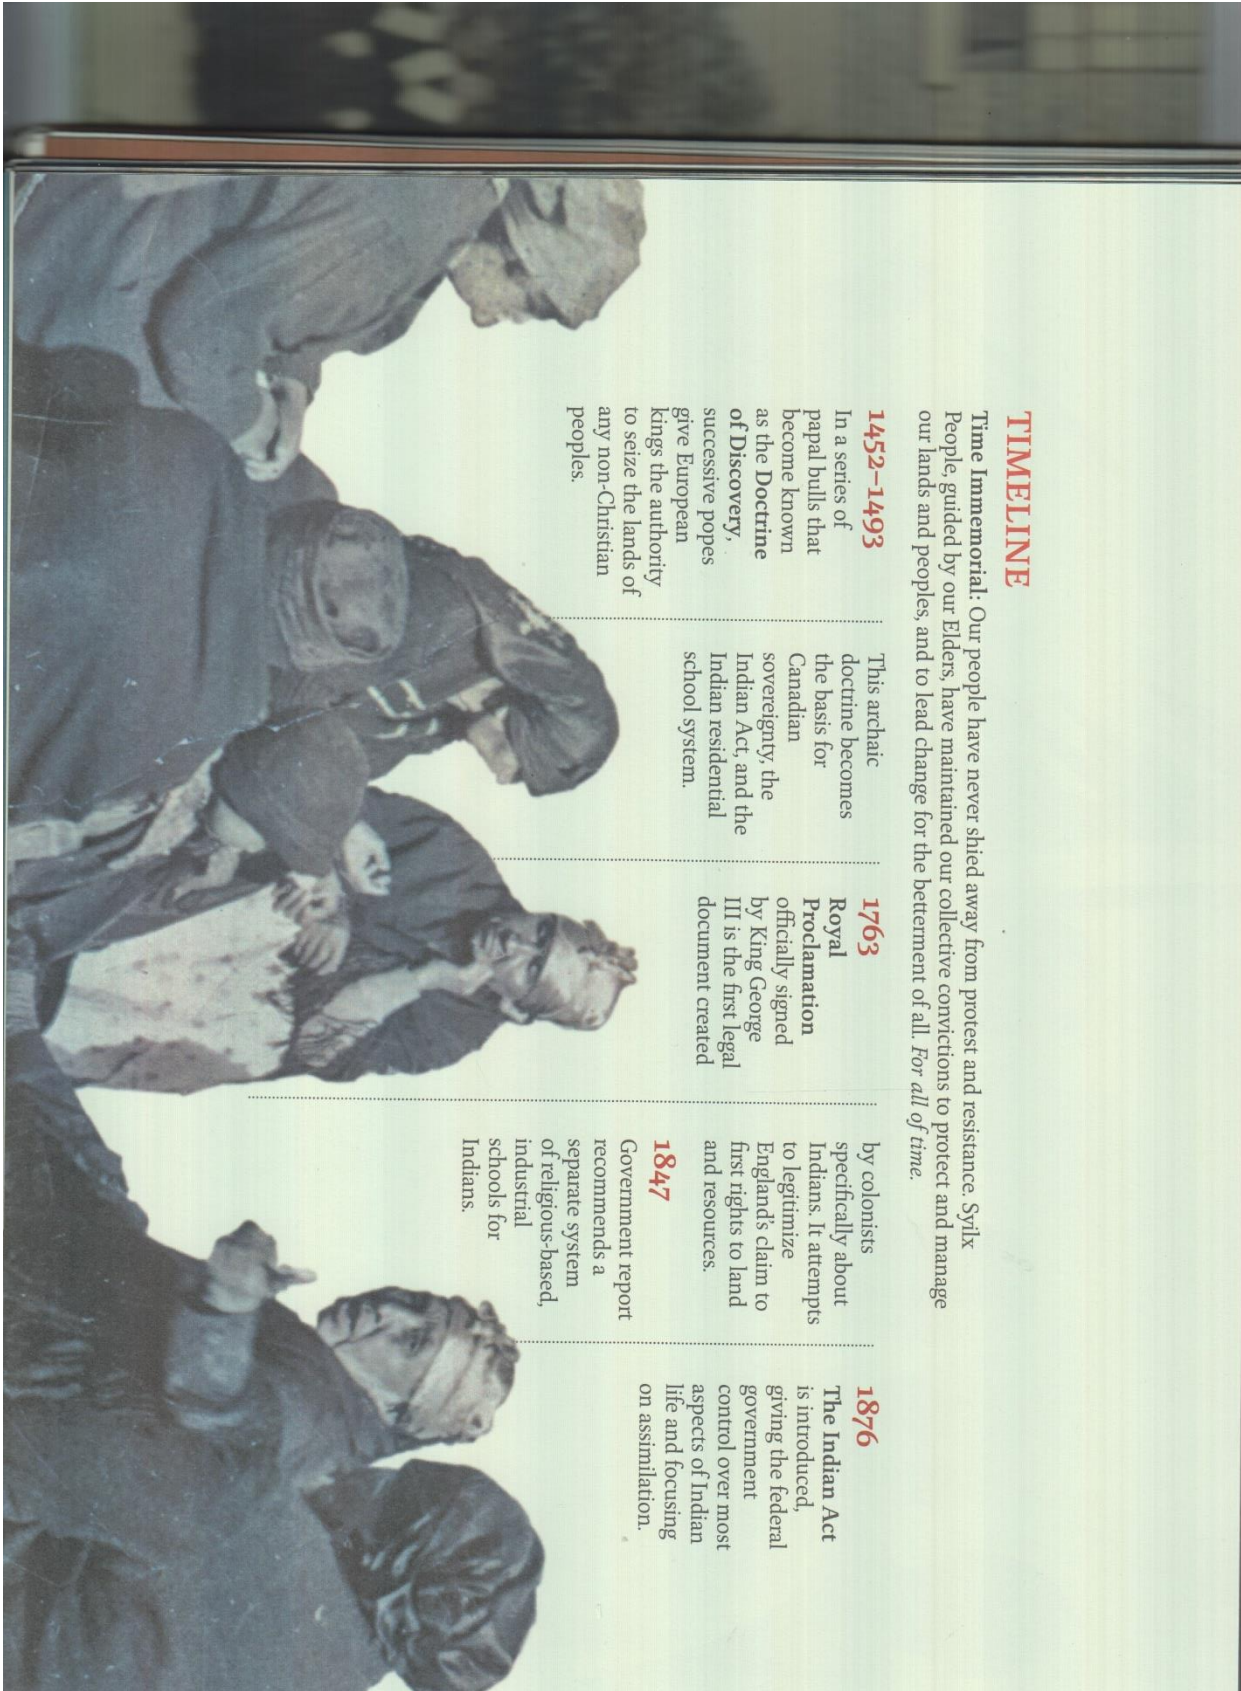 TIMELINE
Time Immemorial: Our people have never shied away from protest and resistance. Syilx
People, guided by our Elders, have maintained our collective convictions to protect and manage
our lands and peoples, and to lead change for the betterment of all. For all of time.
1452–1493
In a series of
papal bulls that
become known
as the Doctrine
of Discovery,
successive popes
give European
kings the authority
to seize the lands of
any non-Christian
peoples.
This archaic
doctrine becomes
the basis for
Canadian
sovereignty, the
Indian Act, and the
Indian residential
school system.
1763
Royal
Proclamation
officially signed
by King George
III is the first legal
document created
by colonists
specifically about
Indians. It attempts
to legitimize
England's claim to
first rights to land
and resources.
1847
Government report
recommends a
separate system
of religious-based,
industrial
schools for
Indians.
1876
The Indian Act
is introduced,
giving the federal
government
control over most
aspects of Indian
life and focusing
on assimilation.